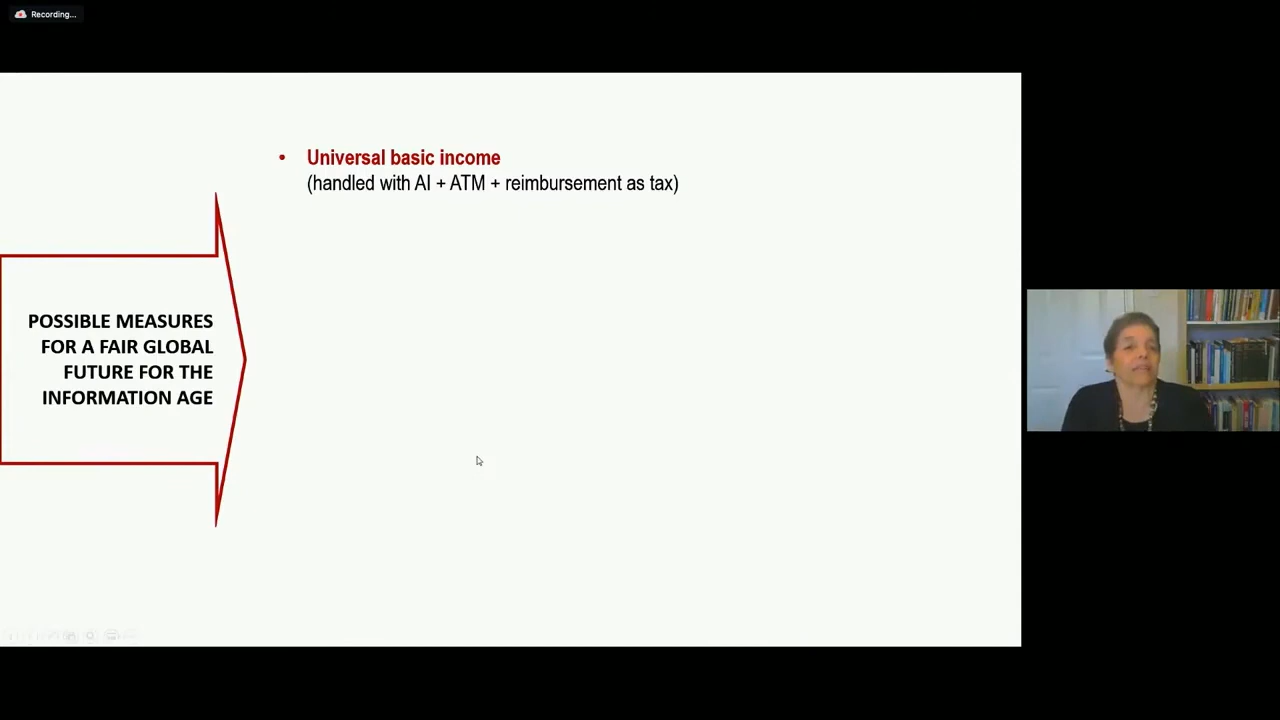 Recording...
• Universal basic income
(handled with AI + ATM + reimbursement as tax)
POSSIBLE MEASURES
FOR A FAIR GLOBAL
FUTURE FOR THE
INFORMATION AGE